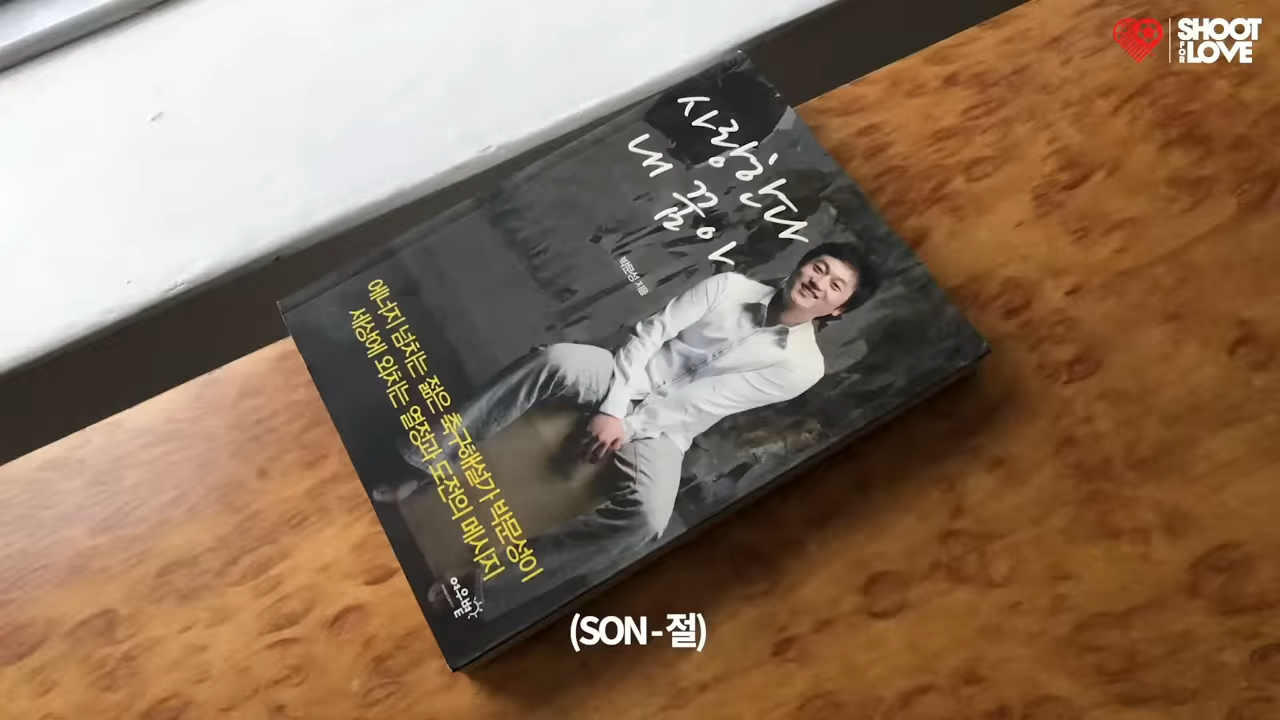 SHOOT
FOR
LOVE
사랑한다
내 꿈아
박문성 지음
에너지 넘치는 젊은 축구해설가 박문성이
세상에 외치는 열정과 도전의 메시지
(SON-절)